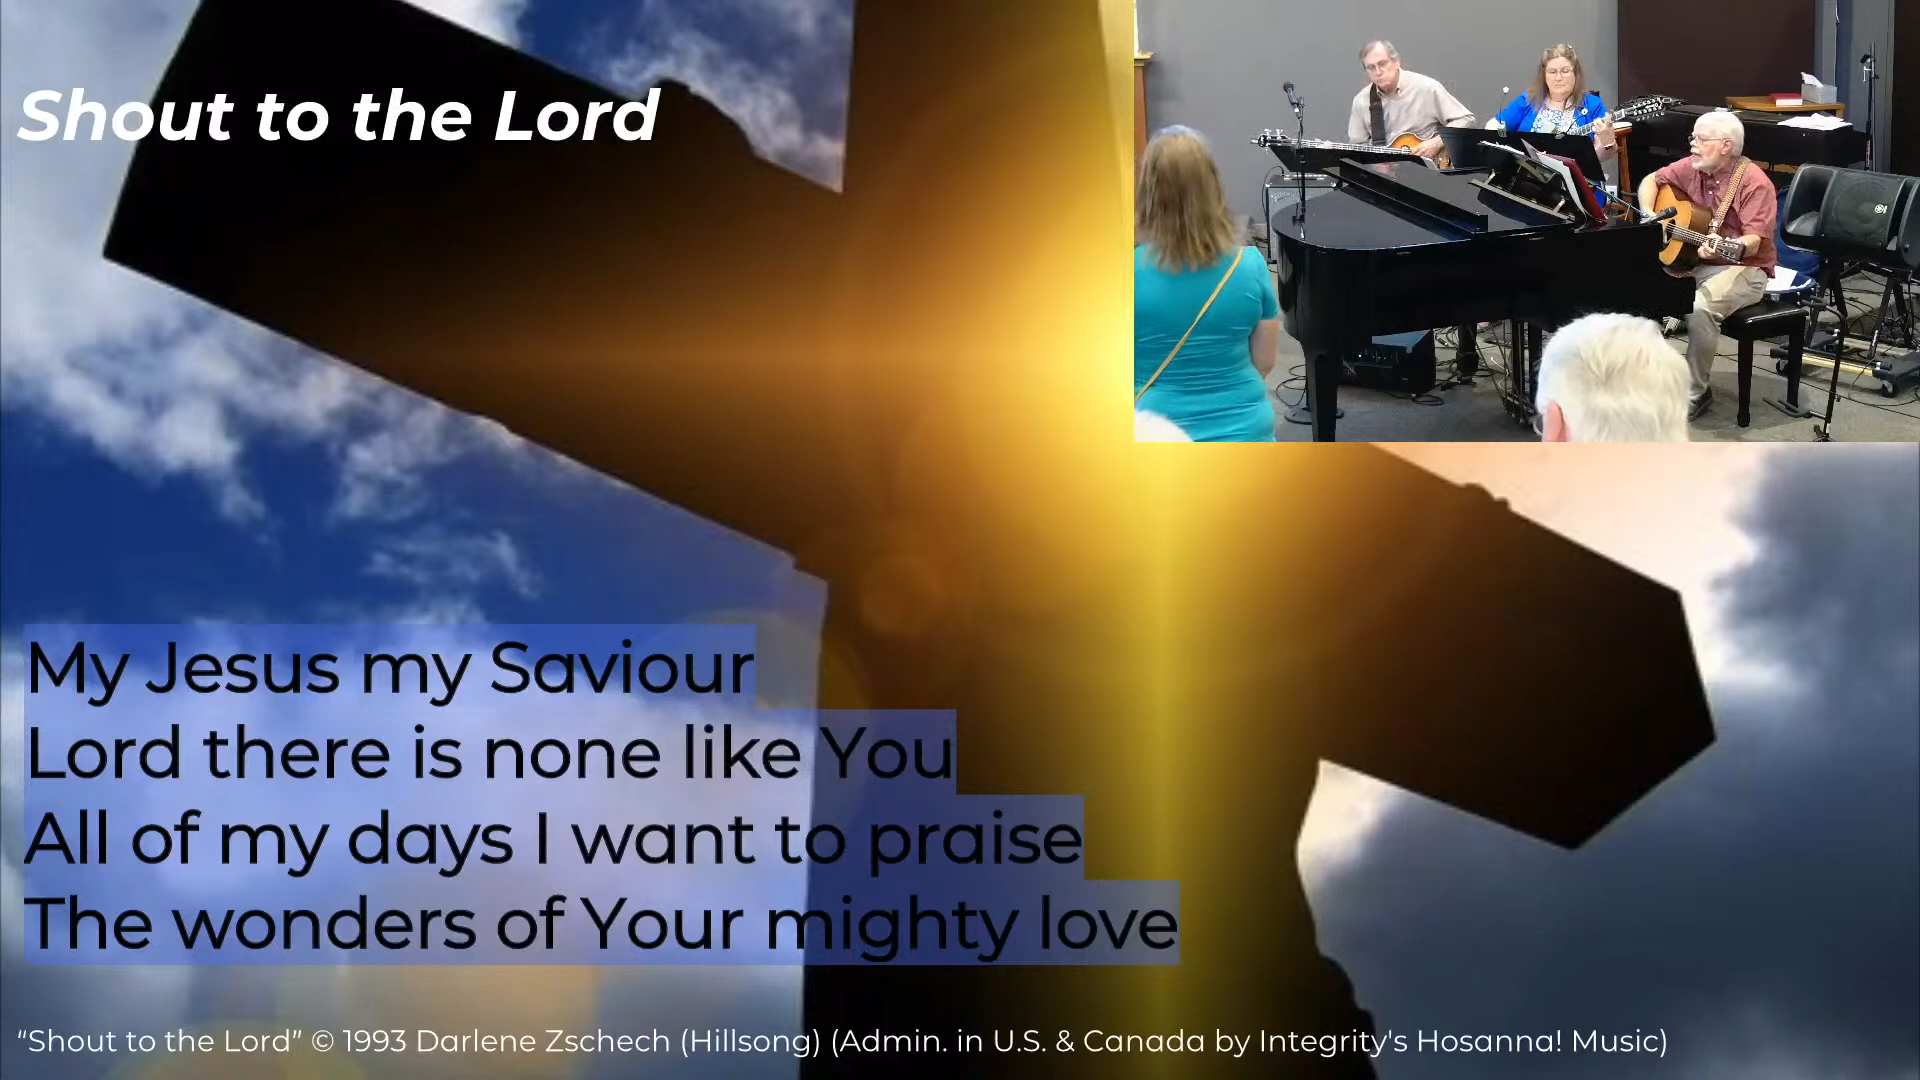 Shout to the Lord
My Jesus my Saviour
Lord there is none like You
All of my days I want to praise
The wonders of Your mighty love
“Shout to the Lord” © 1993 Darlene Zschech (Hillsong) (Admin. in U.S. & Canada by Integrity's Hosanna! Music)